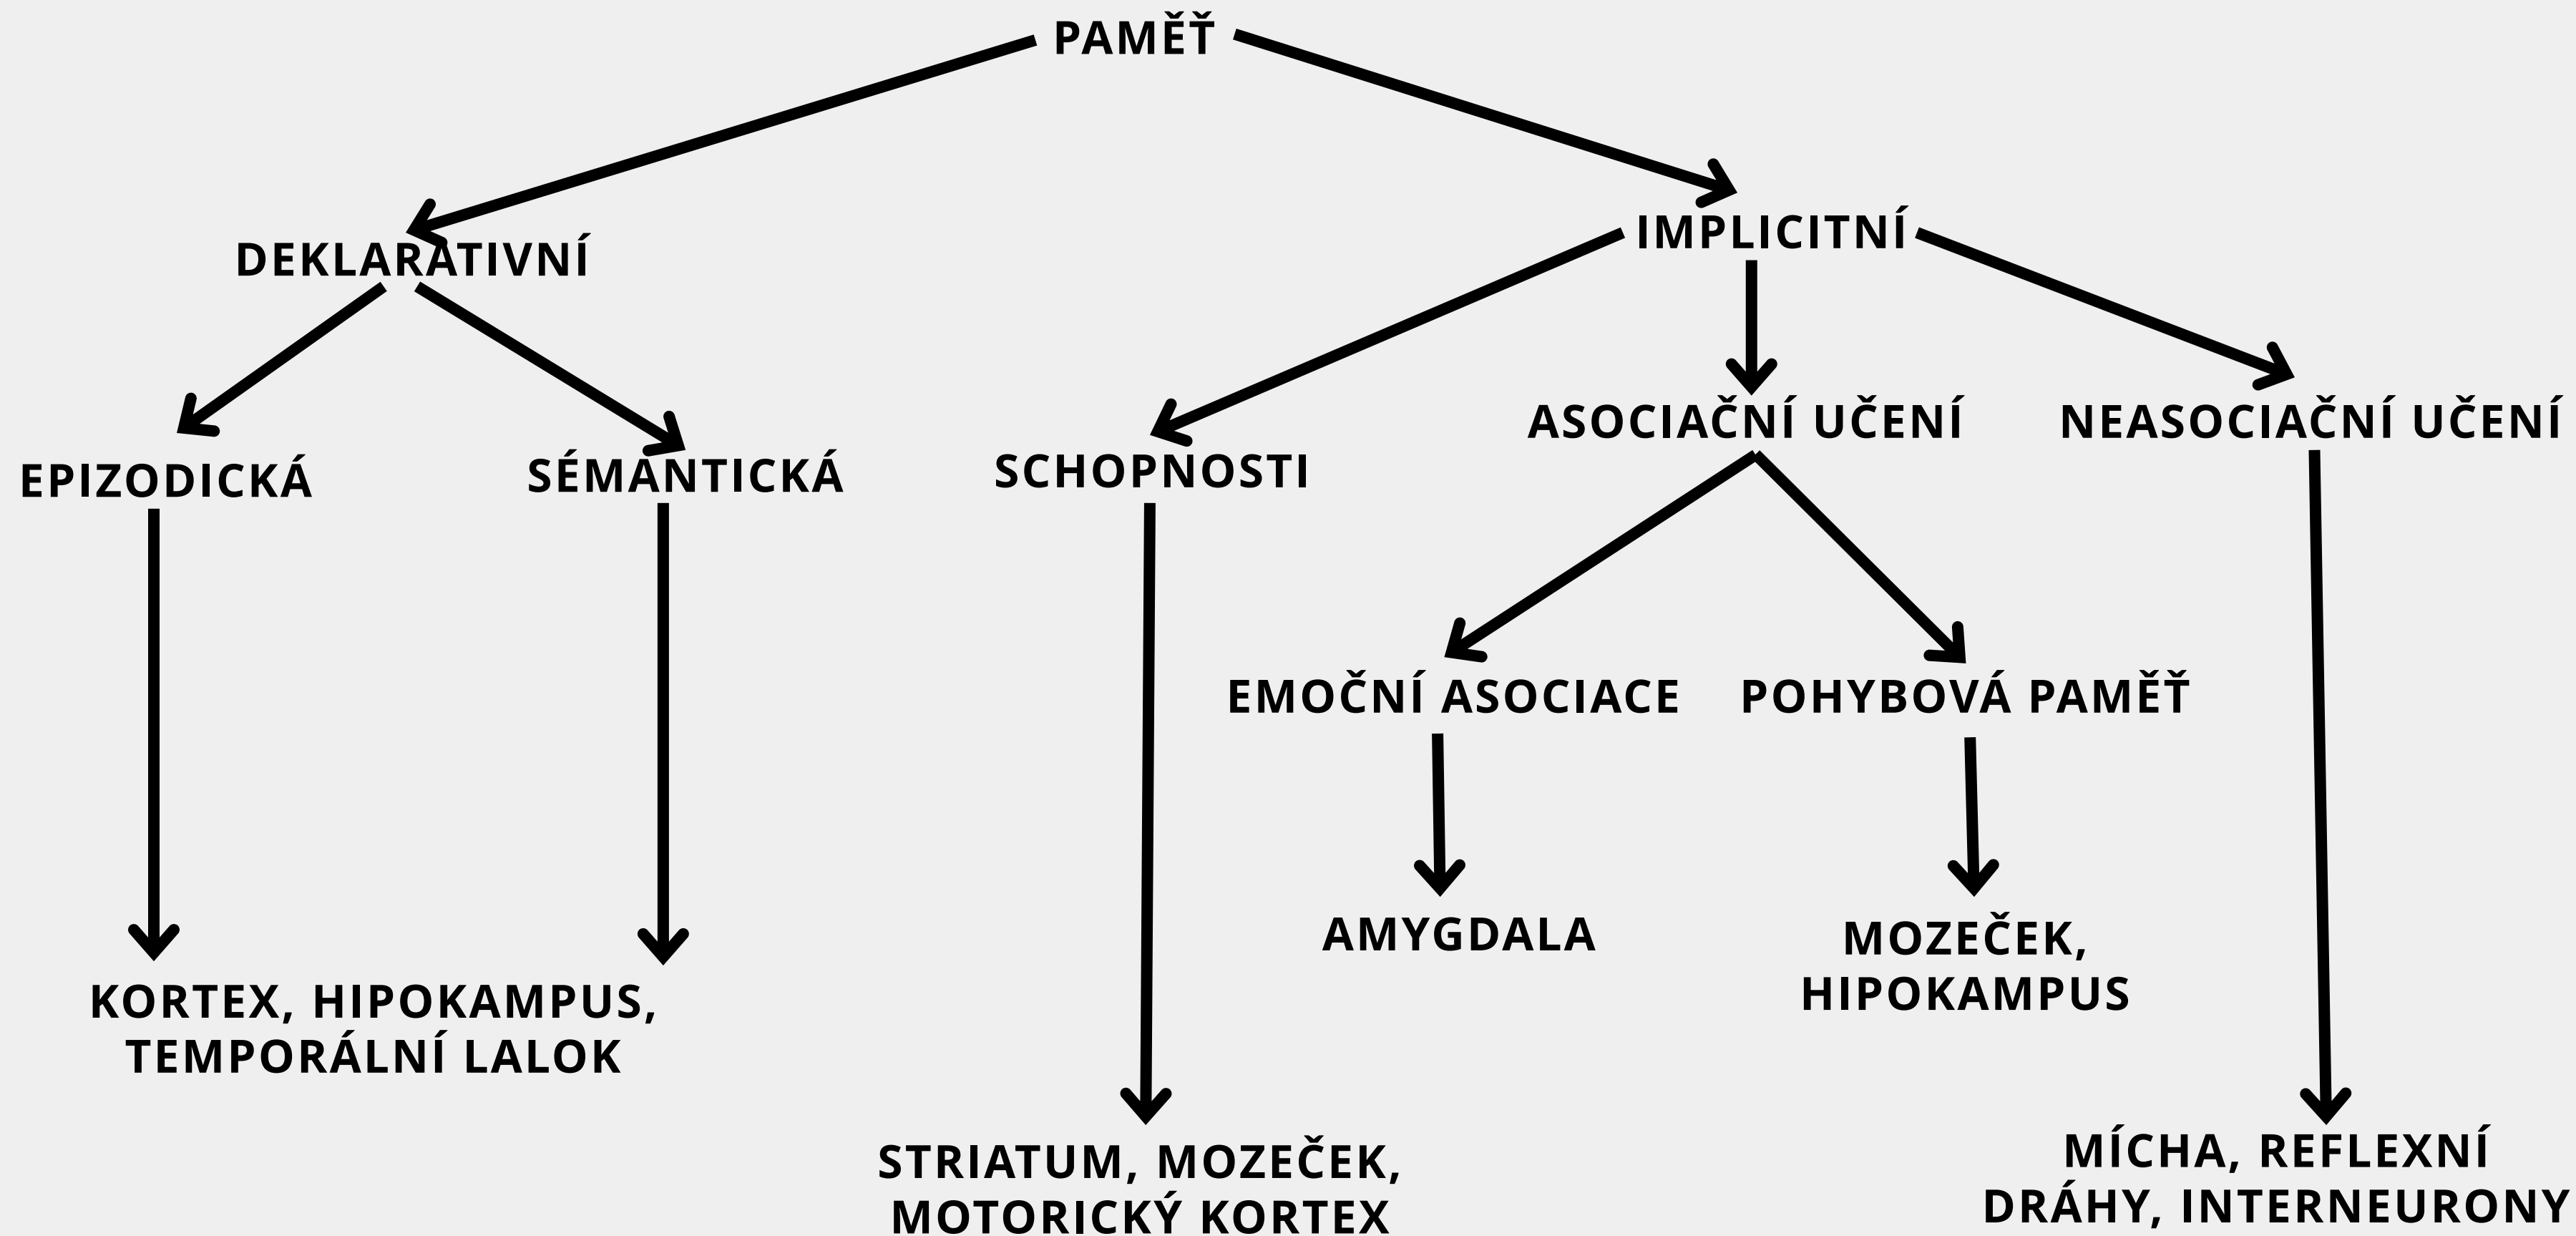 PAMĚŤ
DEKLARATIVNÍ
IMPLICITNÍ
EPIZODICKÁ
SÉMANTICKÁ
SCHOPNOSTI
ASOCIAČNÍ UČENÍ
NEASOCIAČNÍ UČENÍ
EMOČNÍ ASOCIACE
POHYBOVÁ PAMĚŤ
AMYGDALA
MOZEČEK,
HIPOKAMPUS
KORTEX, HIPOKAMPUS,
TEMPORÁLNÍ LALOK
STRIATUM, MOZEČEK,
MOTORICKÝ KORTEX
MÍCHA, REFLEXNÍ
DRÁHY, INTERNEURONY